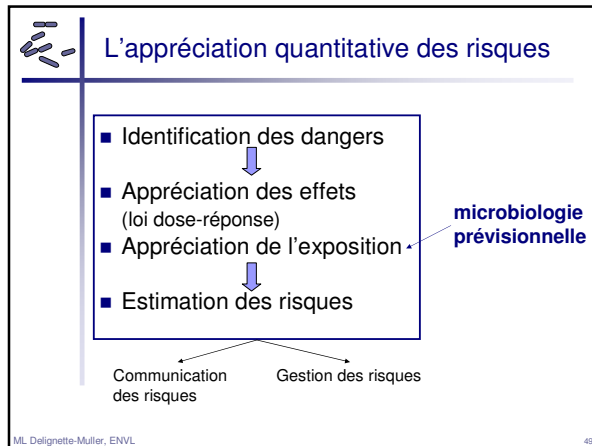 L'appréciation quantitative des risques
Identification des dangers
Appréciation des effets
(loi dose-réponse)
Appréciation de l'exposition
microbiologie
prévisionnelle
Estimation des risques
Communication
des risques
Gestion des risques
ML Delignette-Muller, ENVL
49